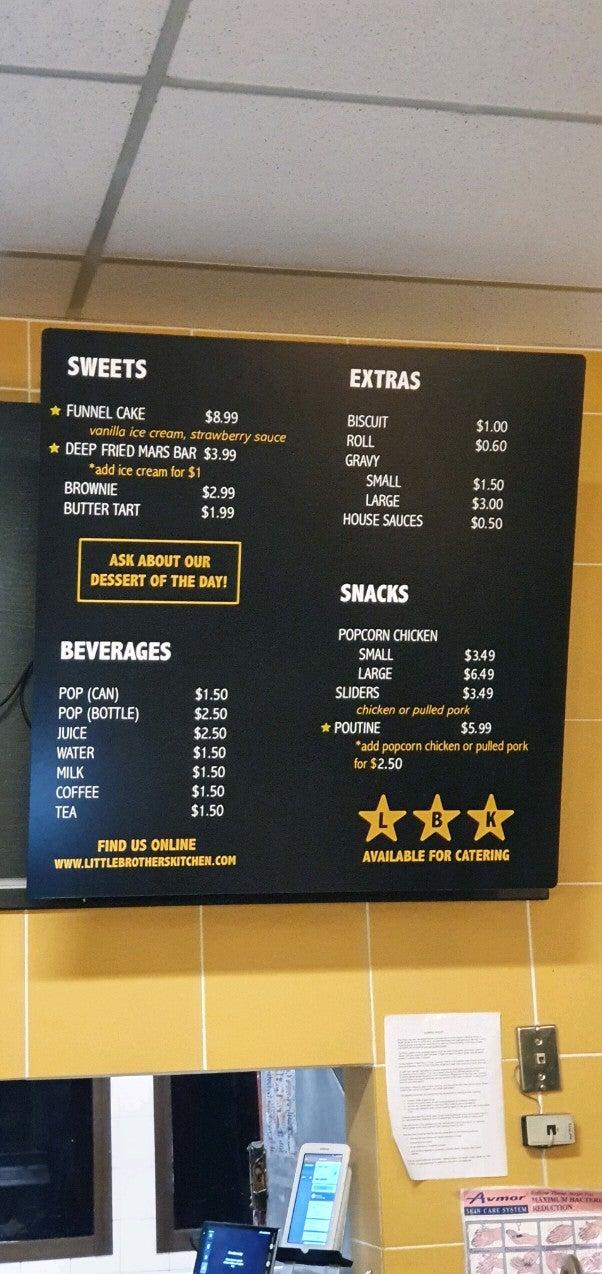 SWEETS
★ FUNNEL CAKE $8.99
vanilla ice cream, strawberry sauce
★ DEEP FRIED MARS BAR $3.99
*add ice cream for $1
BROWNIE $2.99
BUTTER TART $1.99
ASK ABOUT OUR
DESSERT OF THE DAY!
BEVERAGES
POP (CAN) $1.50
POP (BOTTLE) $2.50
JUICE $2.50
WATER $1.50
MILK $1.50
COFFEE $1.50
TEA $1.50
FIND US ONLINE
WWW.LITTLEBROTHERSKITCHEN.COM
EXTRAS
BISCUIT $1.00
ROLL $0.60
GRAVY
SMALL $1.50
LARGE $3.00
HOUSE SAUCES $0.50
SNACKS
POPCORN CHICKEN
SMALL $3.49
LARGE $6.49
SLIDERS $3.49
chicken or pulled pork
★ POUTINE $5.99
*add popcorn chicken or pulled pork
for $2.50
L B K
AVAILABLE FOR CATERING
Avmor
SKIN CARE SYSTEM
MAXIMUM
REDUCTION